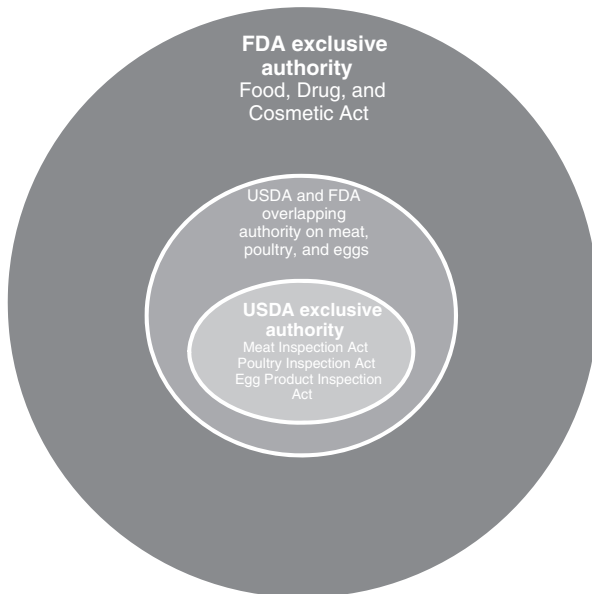 FDA exclusive
authority
Food, Drug, and
Cosmetic Act
USDA and FDA
overlapping
authority on meat,
poultry, and eggs
USDA exclusive
authority
Meat Inspection Act
Poultry Inspection Act
Egg Product Inspection
Act